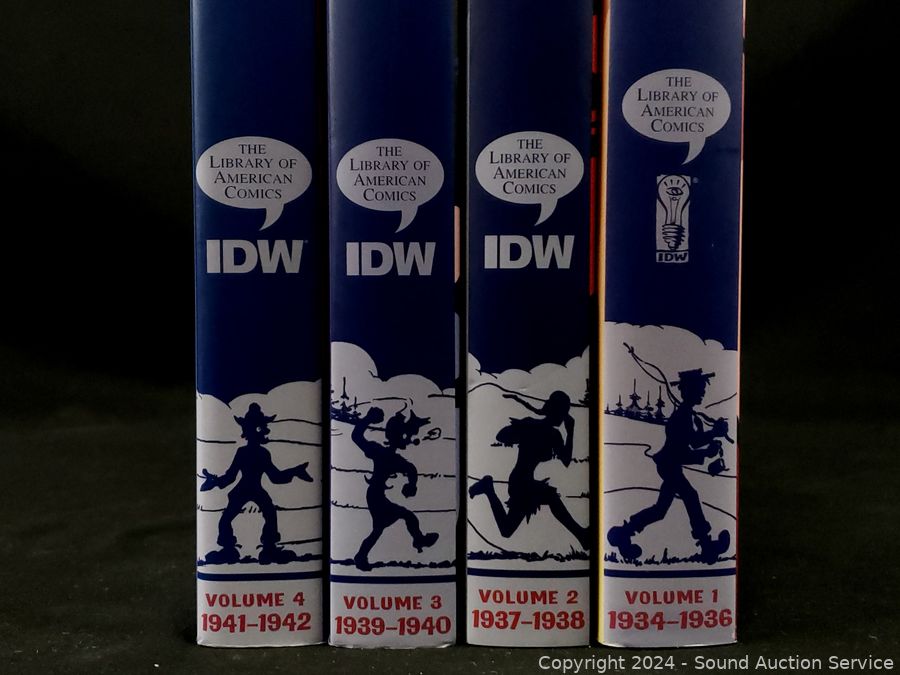 THE
LIBRARY OF
AMERICAN
COMICS
IDW
VOLUME 4
1941–1942
THE
LIBRARY OF
AMERICAN
COMICS
IDW
VOLUME 3
1939–1940
THE
LIBRARY OF
AMERICAN
COMICS
IDW
VOLUME 2
1937–1938
THE
LIBRARY OF
AMERICAN
COMICS
IDW
VOLUME 1
1934–1936
Copyright 2024 - Sound Auction Service